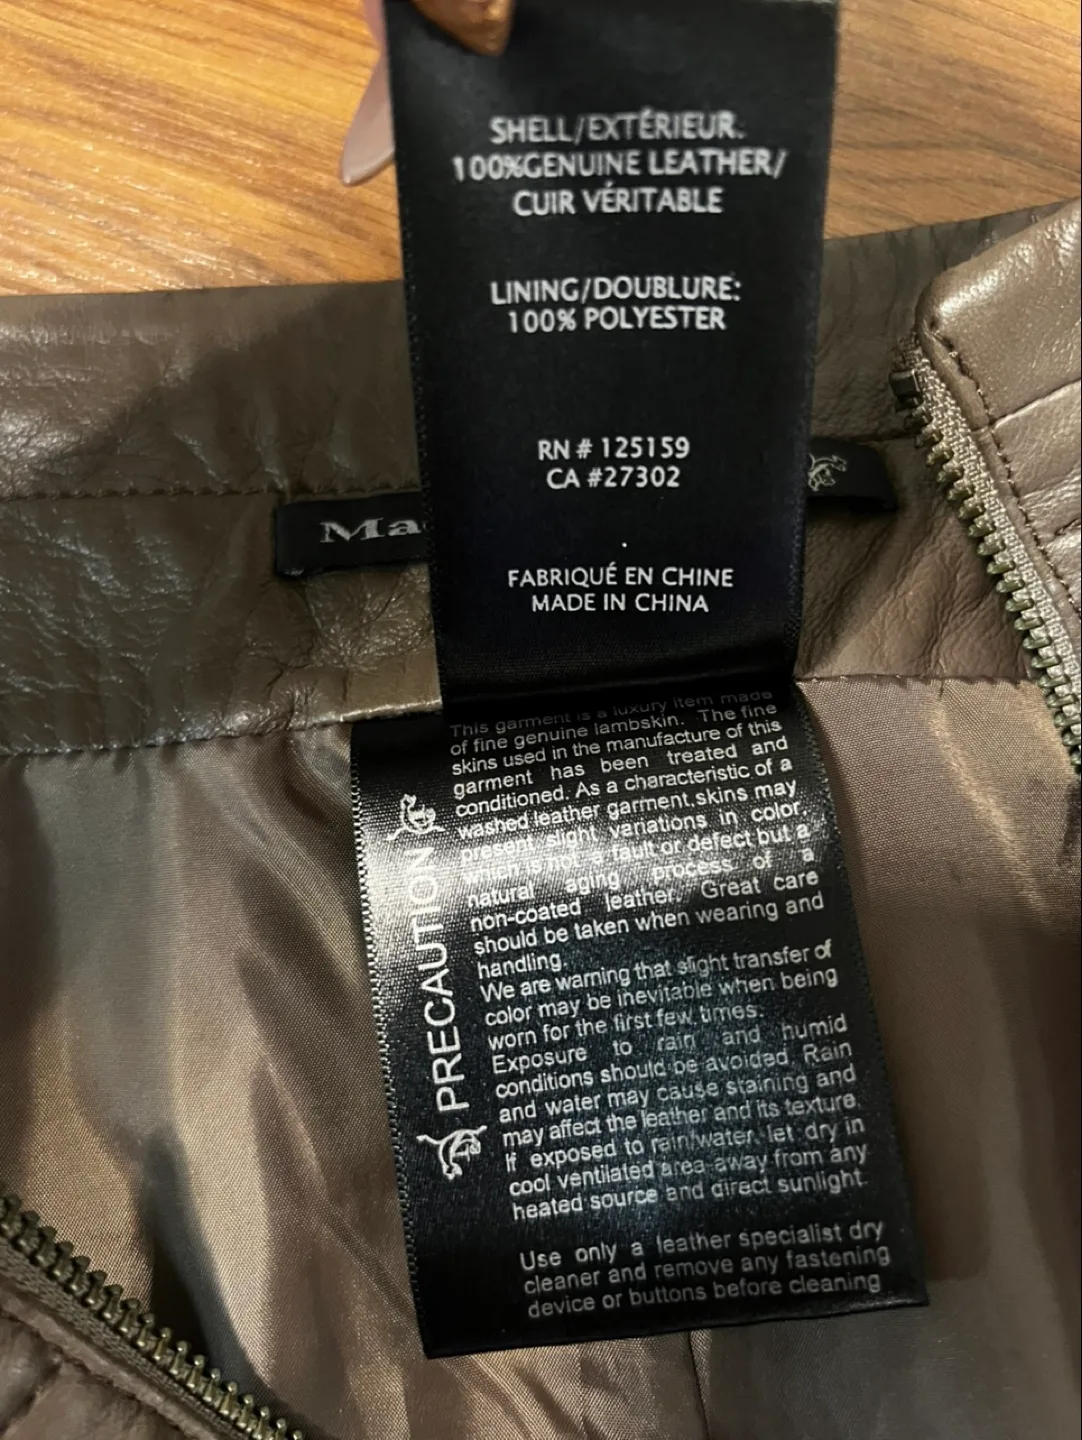 SHELL/EXTÉRIEUR:
100%GENUINE LEATHER/
CUIR VÉRITABLE
LINING/DOUBLURE:
100% POLYESTER
RN # 125159
CA #27302
Ma
FABRIQUÉ EN CHINE
MADE IN CHINA
PRECAUTION
This garment is a luxury item made
of fine genuine lambskin. The fine
skins used in the manufacture of this
garment has been treated and
conditioned. As a characteristic of a
washed leather garment.skins may
present slight variations in color,
which is not a fault or defect but a
natural aging process of a
non-coated leather. Great care
should be taken when wearing and
handling.
We are warning that slight transfer of
color may be inevitable when being
worn for the first few times.
Exposure to rain and humid
conditions should be avoided. Rain
and water may cause staining and
may affect the leather and its texture.
If exposed to rain/water, let dry in
cool ventilated area away from any
heated source and direct sunlight.
Use only a leather specialist dry
cleaner and remove any fastening
device or buttons before cleaning